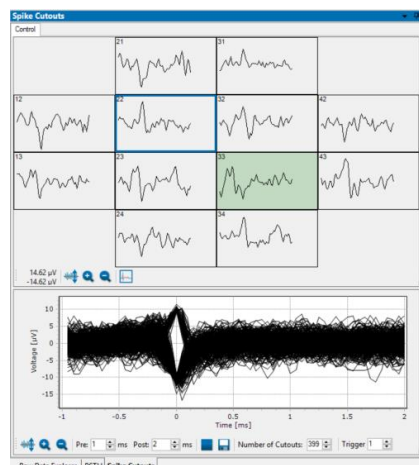 Spike Cutouts
Control
21 31
12 22 32 42
13 23 33 43
24 34
14.62 µV
-14.62 µV
10
5
0
-5
-10
-15
Voltage [µV]
-1 -0.5 0 0.5 1 1.5 2
Time [ms]
Pre: 1 ms Post: 2 ms Number of Cutouts: 399 Trigger 1
Raw Data Explorer PSTH Spike Cutouts